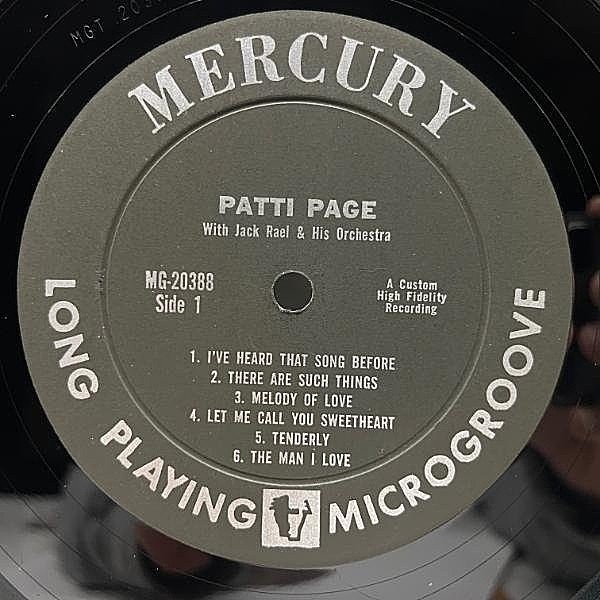 MERCURY
PATTI PAGE
With Jack Rael & His Orchestra
MG-20388
Side 1
A Custom
High Fidelity
Recording
1. I'VE HEARD THAT SONG BEFORE
2. THERE ARE SUCH THINGS
3. MELODY OF LOVE
4. LET ME CALL YOU SWEETHEART
5. TENDERLY
6. THE MAN I LOVE
LONG PLAYING MICROGROOVE